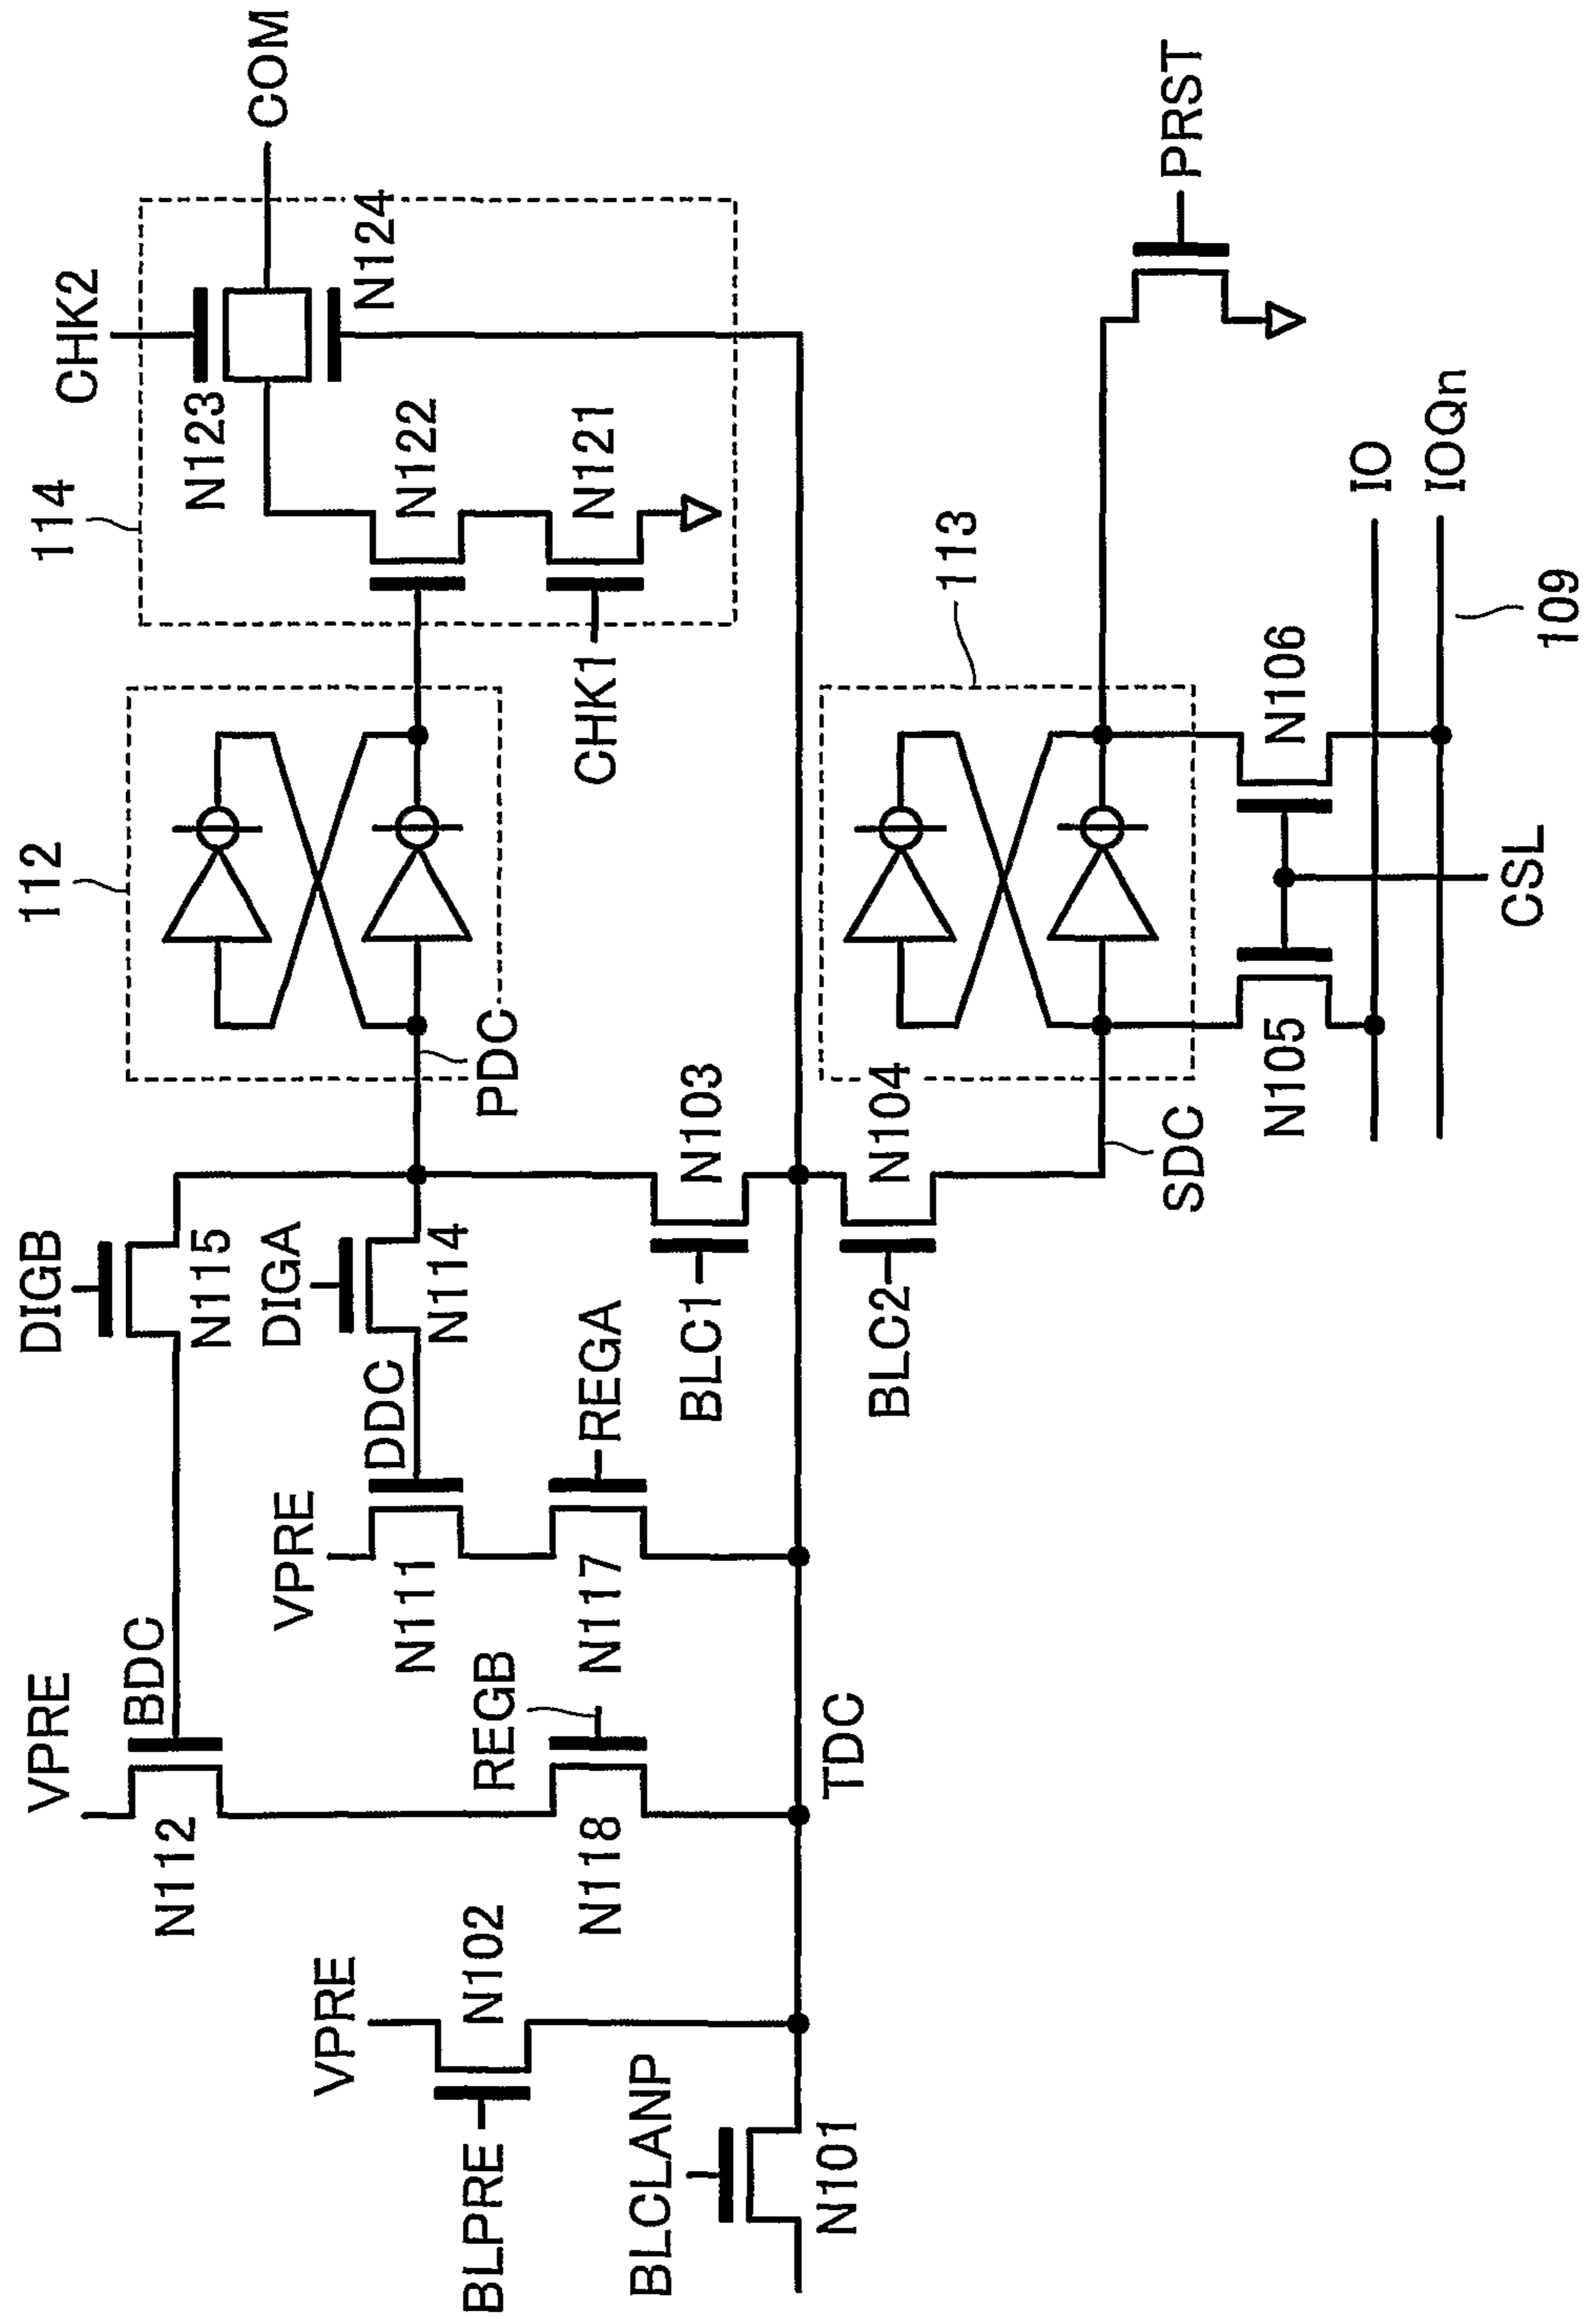 VPRE
BDC
DIGB
N115
N112
112
114
CHK2
N123
COM
N124
VPRE
DDC
DIGA
N114
N111
PDC
N122
VPRE
N102
BLPRE
REGB
N118
REGA
N117
CHK1
N121
BLCLANP
N101
TDC
BLC1
N103
BLC2
N104
113
SDC
PRST
N105
N106
IO
IOQn
CSL
109